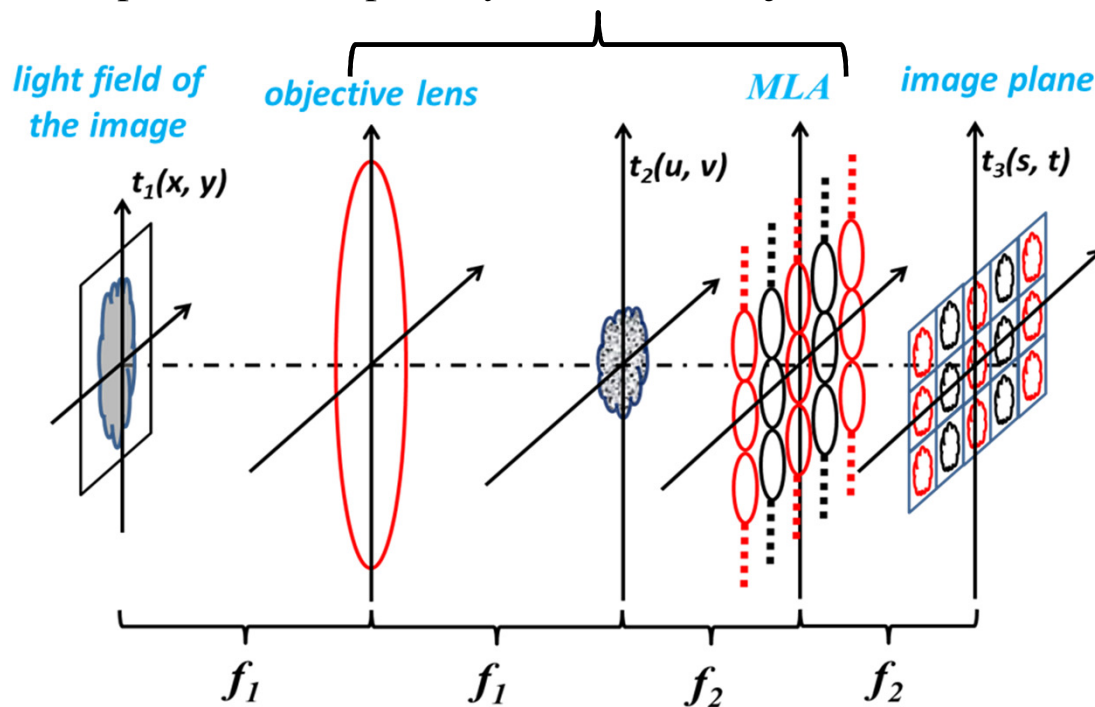 light field of
the image
objective lens
MLA
image plane
t₁(x, y)
t₂(u, v)
t₃(s, t)
f₁
f₁
f₂
f₂